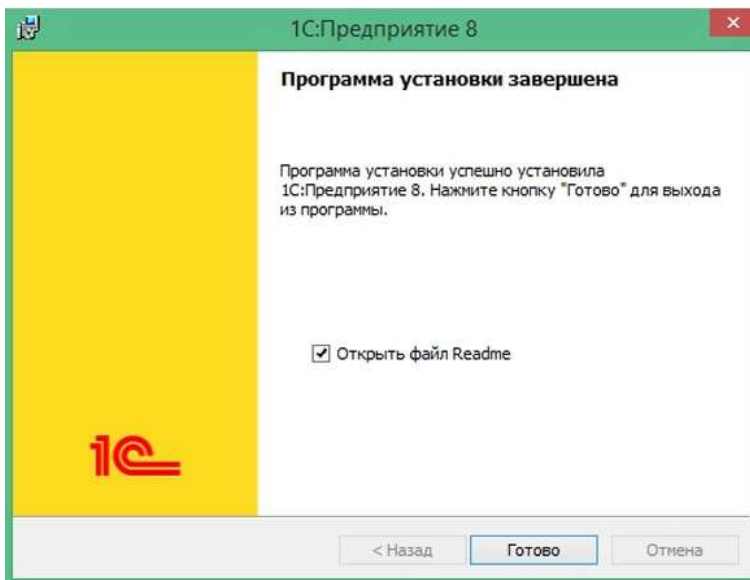 1С:Предприятие 8
Программа установки завершена
Программа установки успешно установила
1С:Предприятие 8. Нажмите кнопку "Готово" для выхода
из программы.
Открыть файл Readme
1С
< Назад
Готово
Отмена